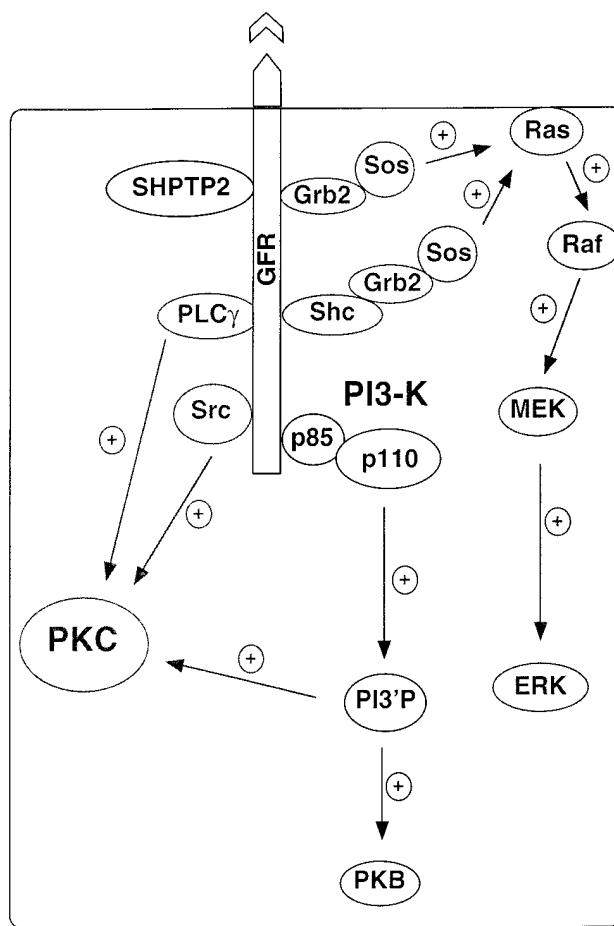 Ras
+
Sos
+
SHPTP2
Grb2
+
Raf
GFR
Sos
Grb2
PLCγ
Shc
+
PI3-K
Src
MEK
p85
+
p110
+
+
+
PKC
+
PI3'P
ERK
+
PKB